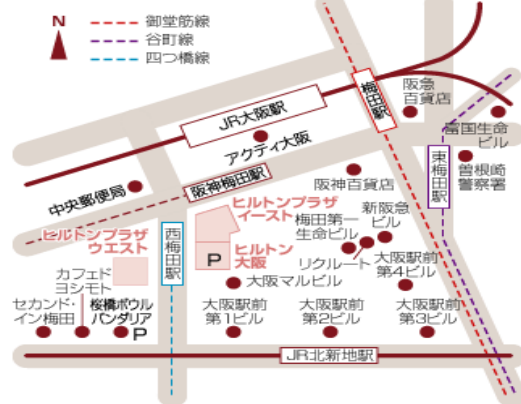 N
御堂筋線
谷町線
四つ橋線
梅田駅
阪急
百貨店
JR大阪駅
富国生命
ビル
アクティ大阪
東梅田駅
曽根崎
警察署
中央郵便局
阪神梅田駅
阪神百貨店
ヒルトンプラザ
イースト
梅田第一
生命ビル
新阪急
ビル
ヒルトンプラザ
ウエスト
西梅田駅
P
ヒルトン
大阪
リクルート
大阪駅前
第4ビル
カフェド
ヨシモト
大阪マルビル
セカンド・
イン梅田
桜橋ボウル
パンダリア
P
大阪駅前
第1ビル
大阪駅前
第2ビル
大阪駅前
第3ビル
JR北新地駅